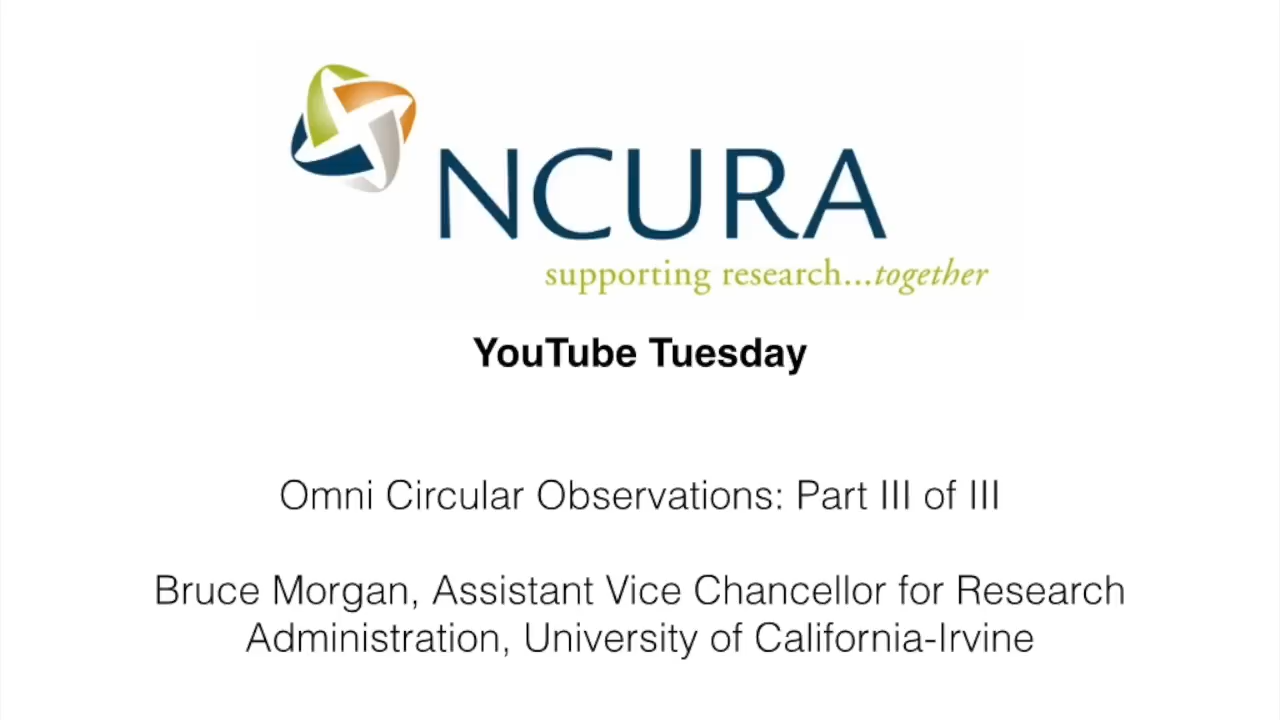 NCURA
supporting research...together
YouTube Tuesday
Omni Circular Observations: Part III of III
Bruce Morgan, Assistant Vice Chancellor for Research
Administration, University of California-Irvine